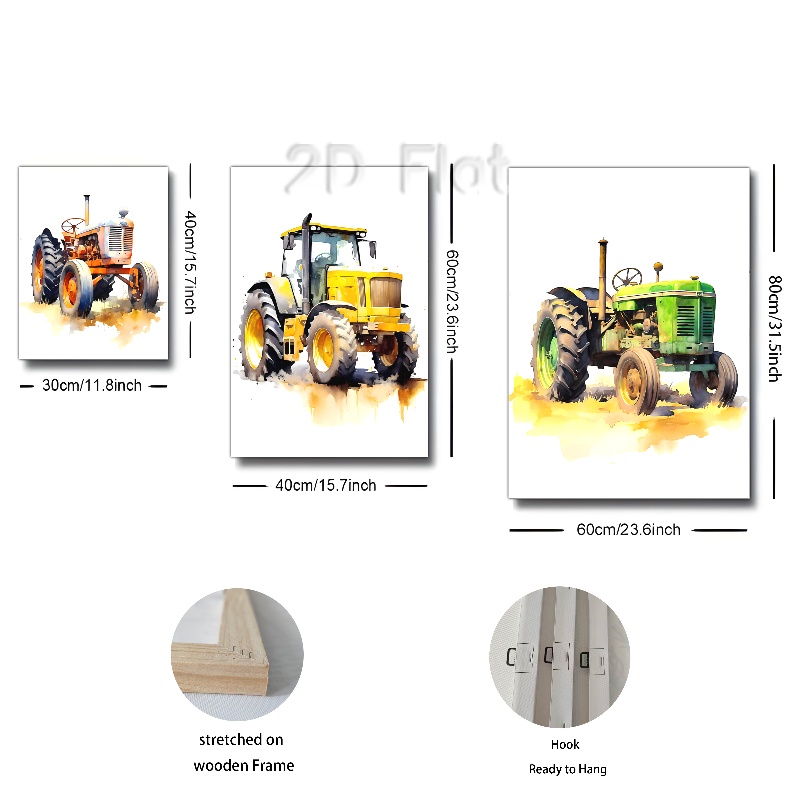 2D Flat
40cm/15.7inch
30cm/11.8inch
60cm/23.6inch
40cm/15.7inch
80cm/31.5inch
60cm/23.6inch
stretched on
wooden Frame
Hook
Ready to Hang